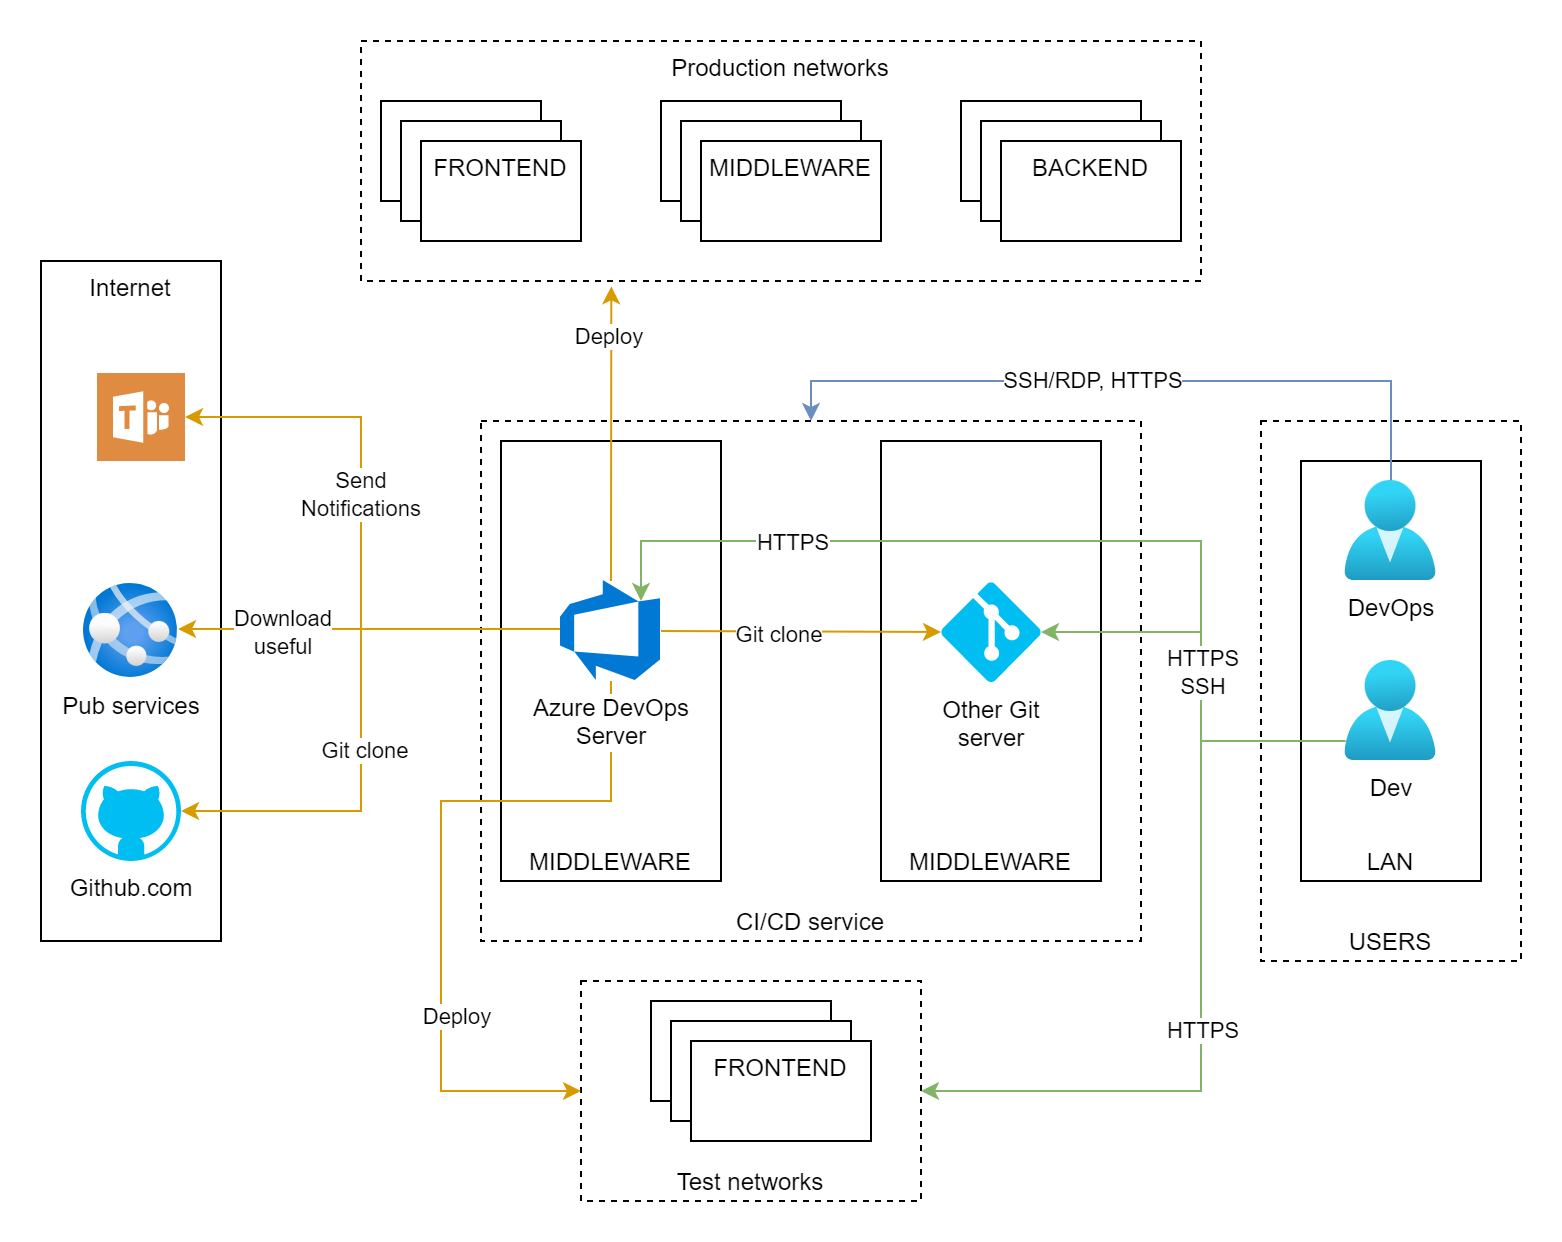 Production networks
FRONTEND
MIDDLEWARE
BACKEND
Internet
Deploy
SSH/RDP, HTTPS
T
Send
Notifications
HTTPS
DevOps
Download
useful
Git clone
HTTPS
SSH
Pub services
Azure DevOps
Server
Other Git
server
Git clone
Dev
Github.com
MIDDLEWARE
MIDDLEWARE
LAN
CI/CD service
USERS
Deploy
HTTPS
FRONTEND
Test networks